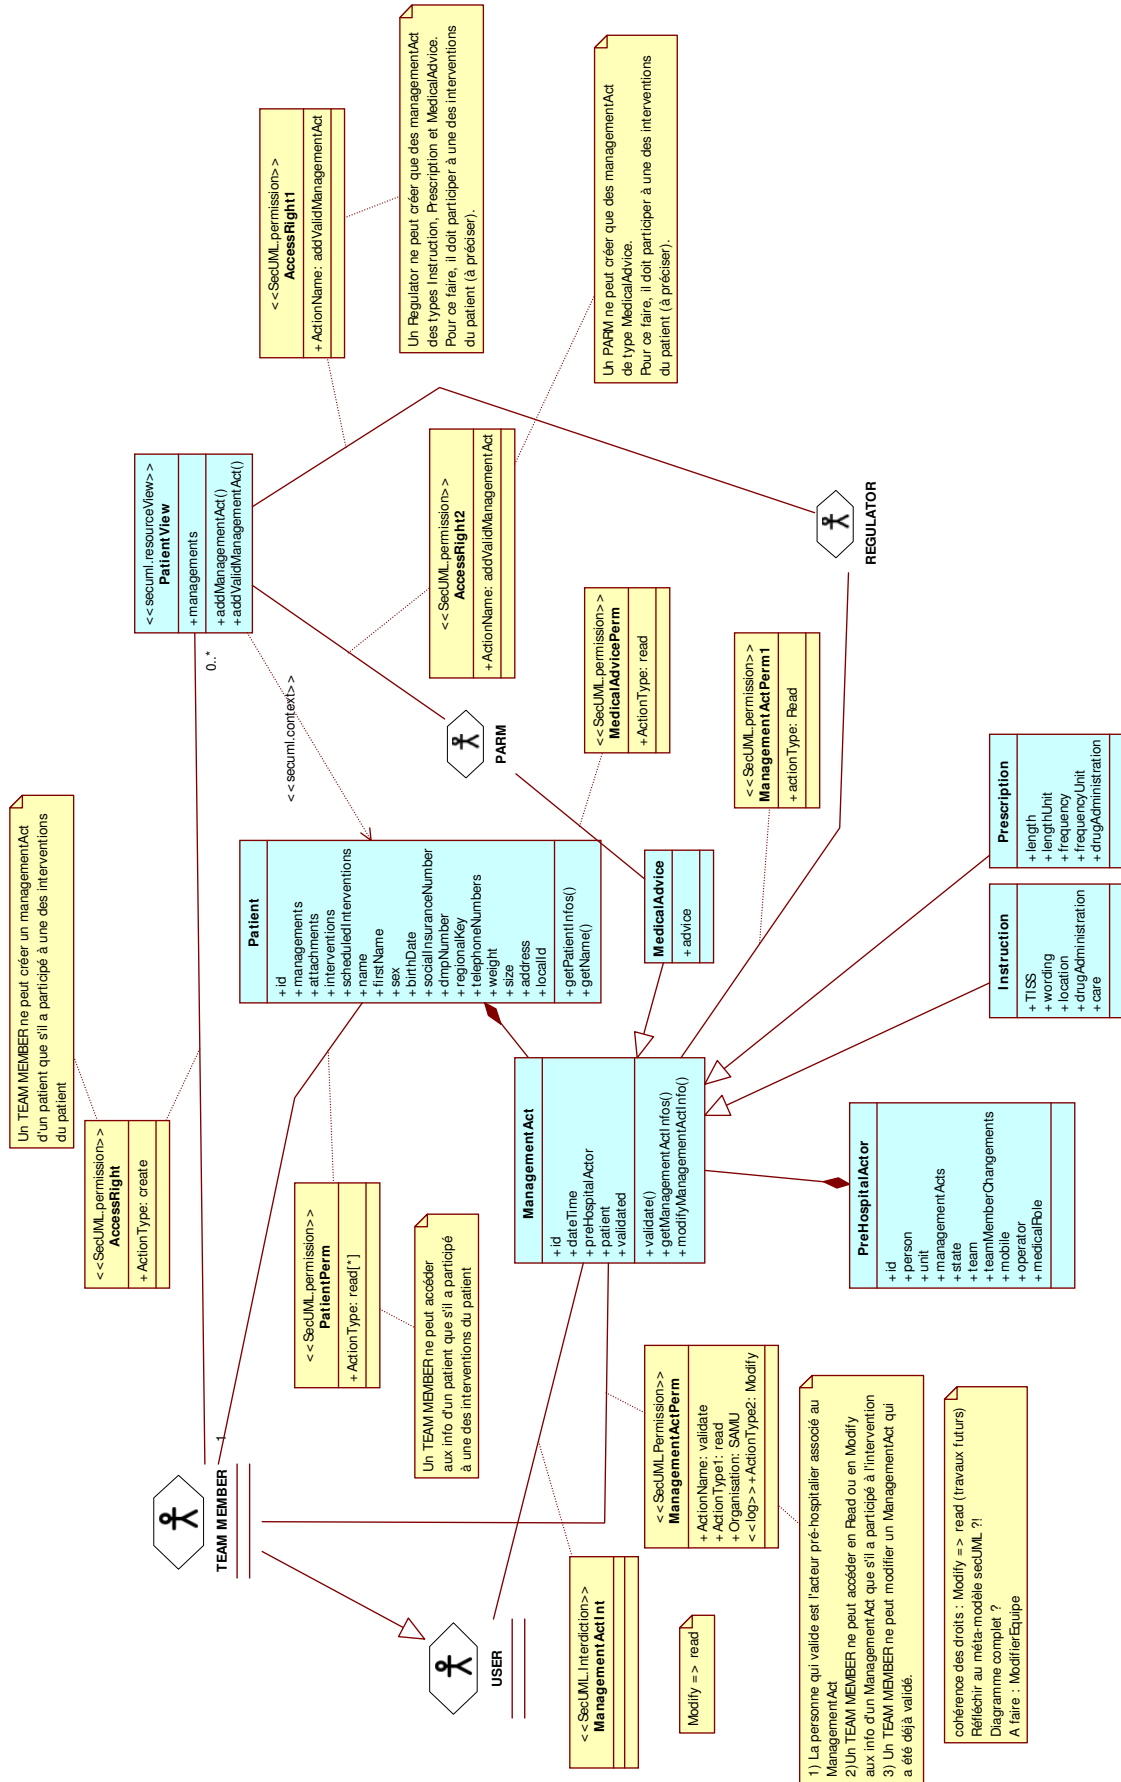 Un TEAM MEMBER ne peut créer un managementAct
d'un patient que s'il a participé à une des interventions
du patient
<<SecUML.permission>>
AccessRight
+ActionType: create
TEAM MEMBER
1
0..*
<<SecUML.permission>>
PatientPerm
+ActionType: read[*]
Un TEAM MEMBER ne peut accéder
aux info d'un patient que s'il a participé
à une des interventions du patient
USER
<<SecUML.Interdiction>>
ManagementActInt
Modify => read
<<SecUML.Permission>>
ManagementActPerm
+ActionName: validate
+ActionType1: read
+Organisation: SAMU
<<log>>+ActionType2: Modify
1) La personne qui valide est l'acteur pré-hospitalier associé au
ManagementAct
2)Un TEAM MEMBER ne peut accéder en Read ou en Modify
aux info d'un ManagementAct que s'il a participé à l'intervention
3) Un TEAM MEMBER ne peut modifier un ManagementAct qui
a été déjà validé.
cohérence des droits : Modify => read (travaux futurs)
Réfléchir au méta-modèle secUML ?!
Diagramme complet ?
A faire : ModifierEquipe
<<secuml.resourceView>>
PatientView
+managements
+addManagementAct()
+addValidManagementAct()
<<secuml.context>>
Patient
+id
+managements
+attachments
+interventions
+scheduledInterventions
+name
+firstName
+sex
+birthDate
+socialInsuranceNumber
+dmpNumber
+regionalKey
+telephoneNumbers
+weight
+size
+address
+localId
+getPatientInfos()
+getName()
ManagementAct
+id
+dateTime
+preHospitalActor
+patient
+validated
+validate()
+getManagementActInfos()
+modifyManagementActInfo()
PreHospitalActor
+id
+person
+unit
+managementActs
+state
+team
+teamMemberChangements
+mobile
+operator
+medicalRole
MedicalAdvice
+advice
Instruction
+TISS
+wording
+location
+drugAdministration
+care
Prescription
+length
+lengthUnit
+frequency
+frequencyUnit
+drugAdministration
PARM
REGULATOR
<<SecUML.permission>>
AccessRight1
+ActionName: addValidManagementAct
Un Regulator ne peut créer que des managementAct
des types Instruction, Prescription et MedicalAdvice.
Pour ce faire, il doit participer à une des interventions
du patient (à préciser).
<<SecUML.permission>>
AccessRight2
+ActionName: addValidManagementAct
Un PARM ne peut créer que des managementAct
de type MedicalAdvice.
Pour ce faire, il doit participer à une des interventions
du patient (à préciser).
<<SecUML.permission>>
MedicalAdvicePerm
+ActionType: read
<<SecUML.permission>>
ManagementActPerm1
+actionType: Read